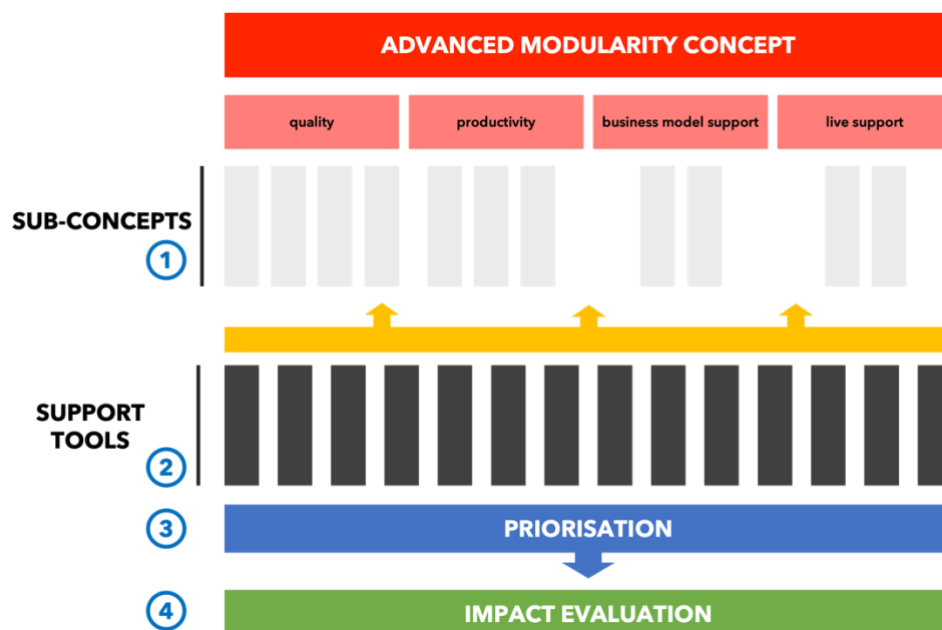 ADVANCED MODULARITY CONCEPT
quality
productivity
business model support
live support
SUB-CONCEPTS
1
SUPPORT
TOOLS
2
3
PRIORISATION
4
IMPACT EVALUATION